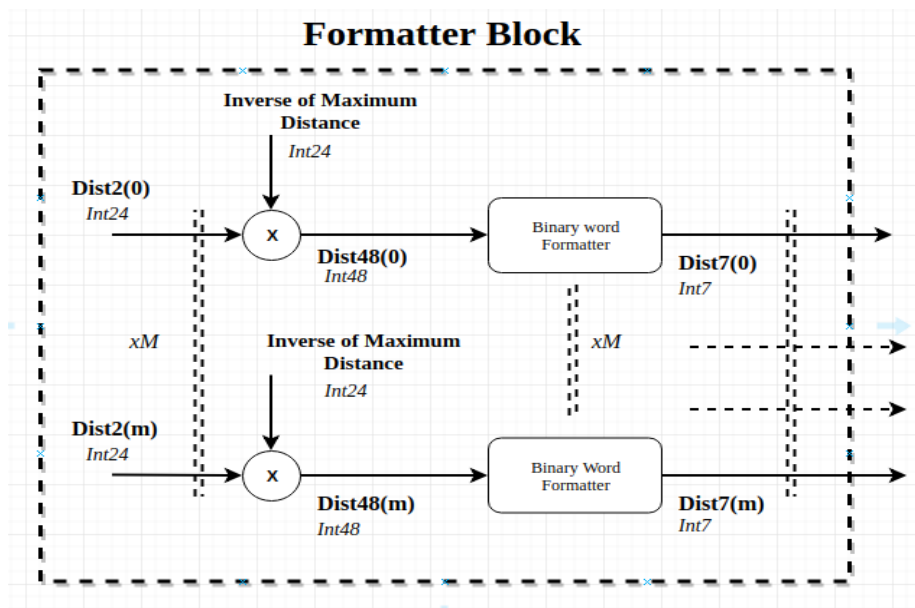 Formatter Block
Inverse of Maximum
Distance
Int24
Dist2(0)
Int24
X
Dist48(0)
Int48
Binary word
Formatter
Dist7(0)
Int7
xM
xM
Inverse of Maximum
Distance
Int24
Dist2(m)
Int24
X
Dist48(m)
Int48
Binary Word
Formatter
Dist7(m)
Int7